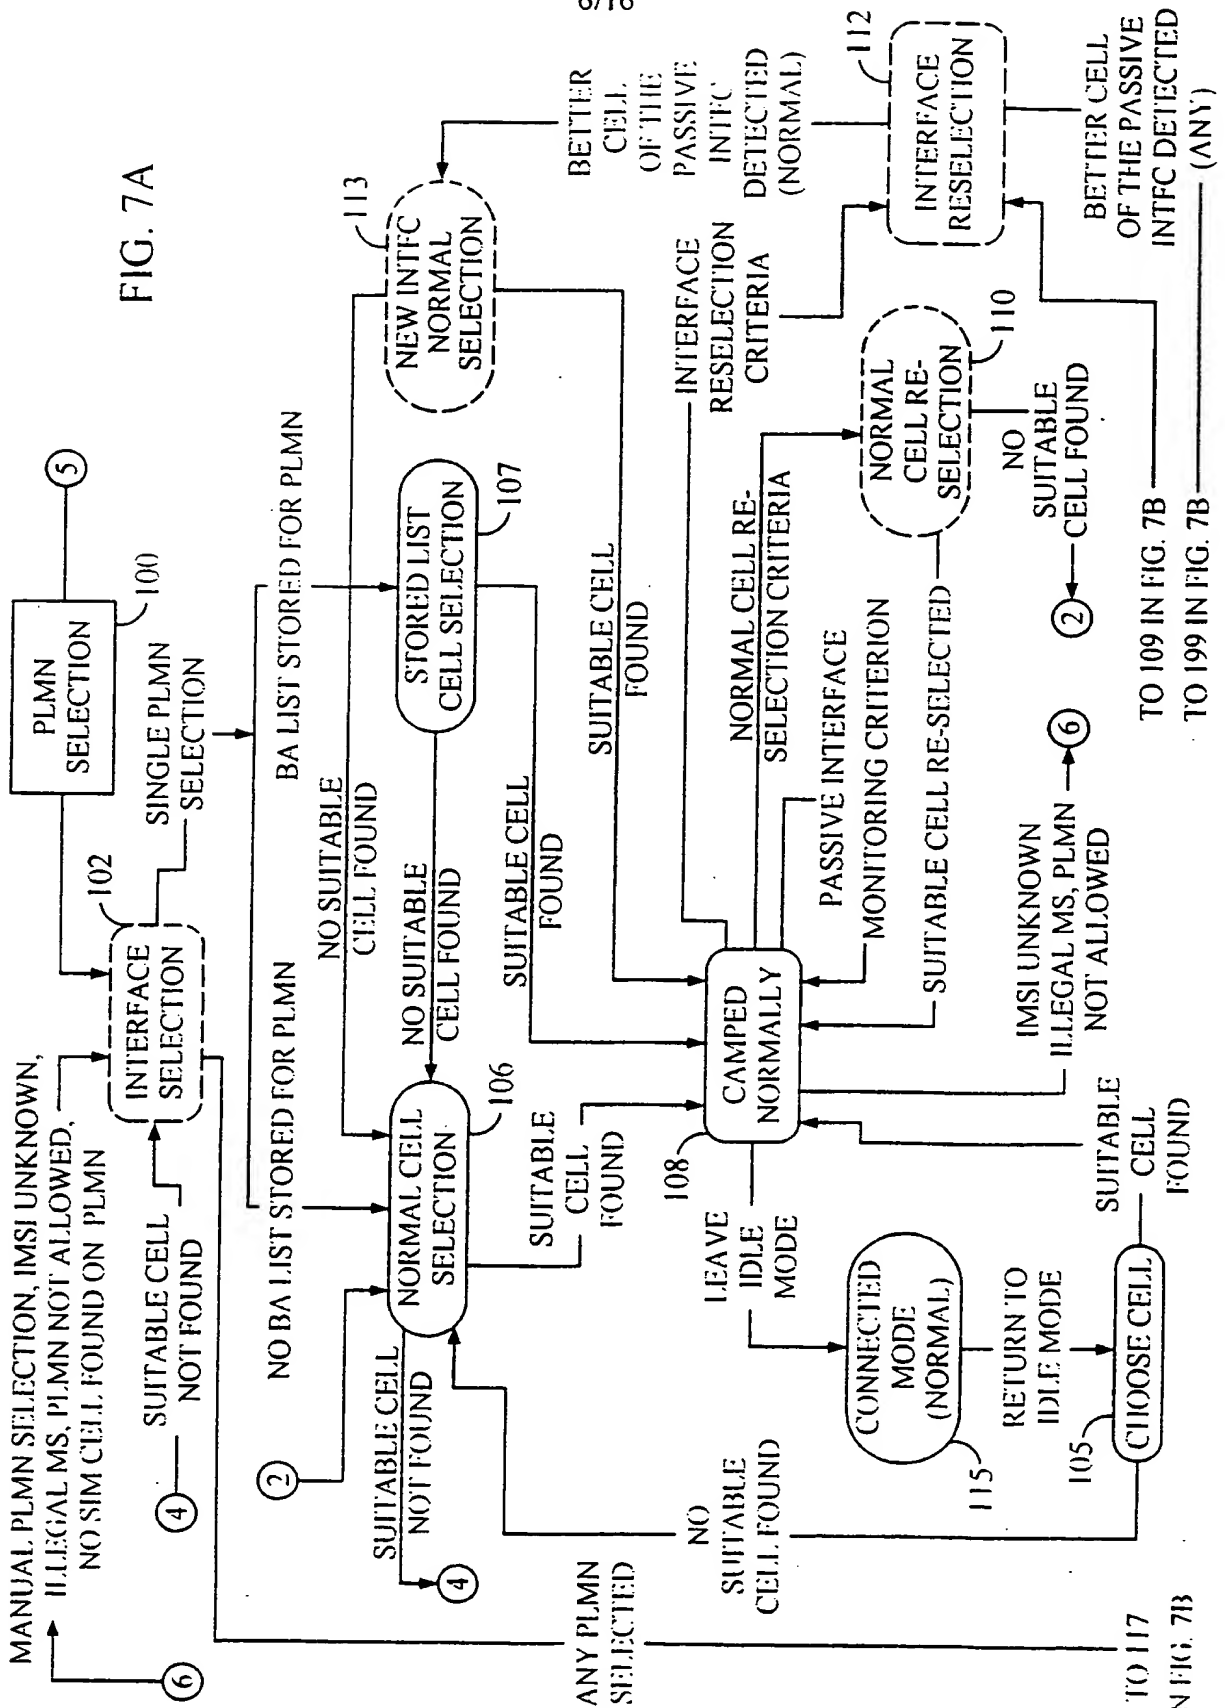 6/16
FIG. 7A
PLMN
SELECTION
100
5
MANUAL PLMN SELECTION, IMSI UNKNOWN,
ILLEGAL MS, PLMN NOT ALLOWED,
NO SIM CELL FOUND ON PLMN
6
102
INTERFACE
SELECTION
SINGLE PLMN
SELECTION
4
SUITABLE CELL
NOT FOUND
NO BA LIST STORED FOR PLMN
BA LIST STORED FOR PLMN
2
NO SUITABLE
CELL FOUND
113
NEW INTFC
NORMAL
SELECTION
STORED LIST
CELL SELECTION
107
NO SUITABLE
CELL FOUND
NORMAL CELL
SELECTION
106
SUITABLE CELL
NOT FOUND
4
SUITABLE
CELL
FOUND
SUITABLE CELL
FOUND
SUITABLE CELL
FOUND
BETTER
CELL
OF THE
PASSIVE
INTFC
DETECTED
(NORMAL)
INTERFACE
RESELECTION
CRITERIA
112
INTERFACE
RESELECTION
CAMPED
NORMALLY
108
NORMAL CELL RE-
SELECTION CRITERIA
NORMAL
CELL RE-
SELECTION
110
PASSIVE INTERFACE
MONITORING CRITERION
SUITABLE CELL RE-SELECTED
NO
SUITABLE
CELL FOUND
2
LEAVE
IDLE
MODE
CONNECTED
MODE
(NORMAL)
115
RETURN TO
IDLE MODE
CHOOSE CELL
105
SUITABLE
CELL
FOUND
NO
SUITABLE
CELL FOUND
IMSI UNKNOWN
ILLEGAL MS, PLMN
NOT ALLOWED
6
BETTER CELL
OF THE PASSIVE
INTFC DETECTED
(ANY)
TO 109 IN FIG. 7B
TO 199 IN FIG. 7B
ANY PLMN
SELECTED
TO 117
N FIG. 7B